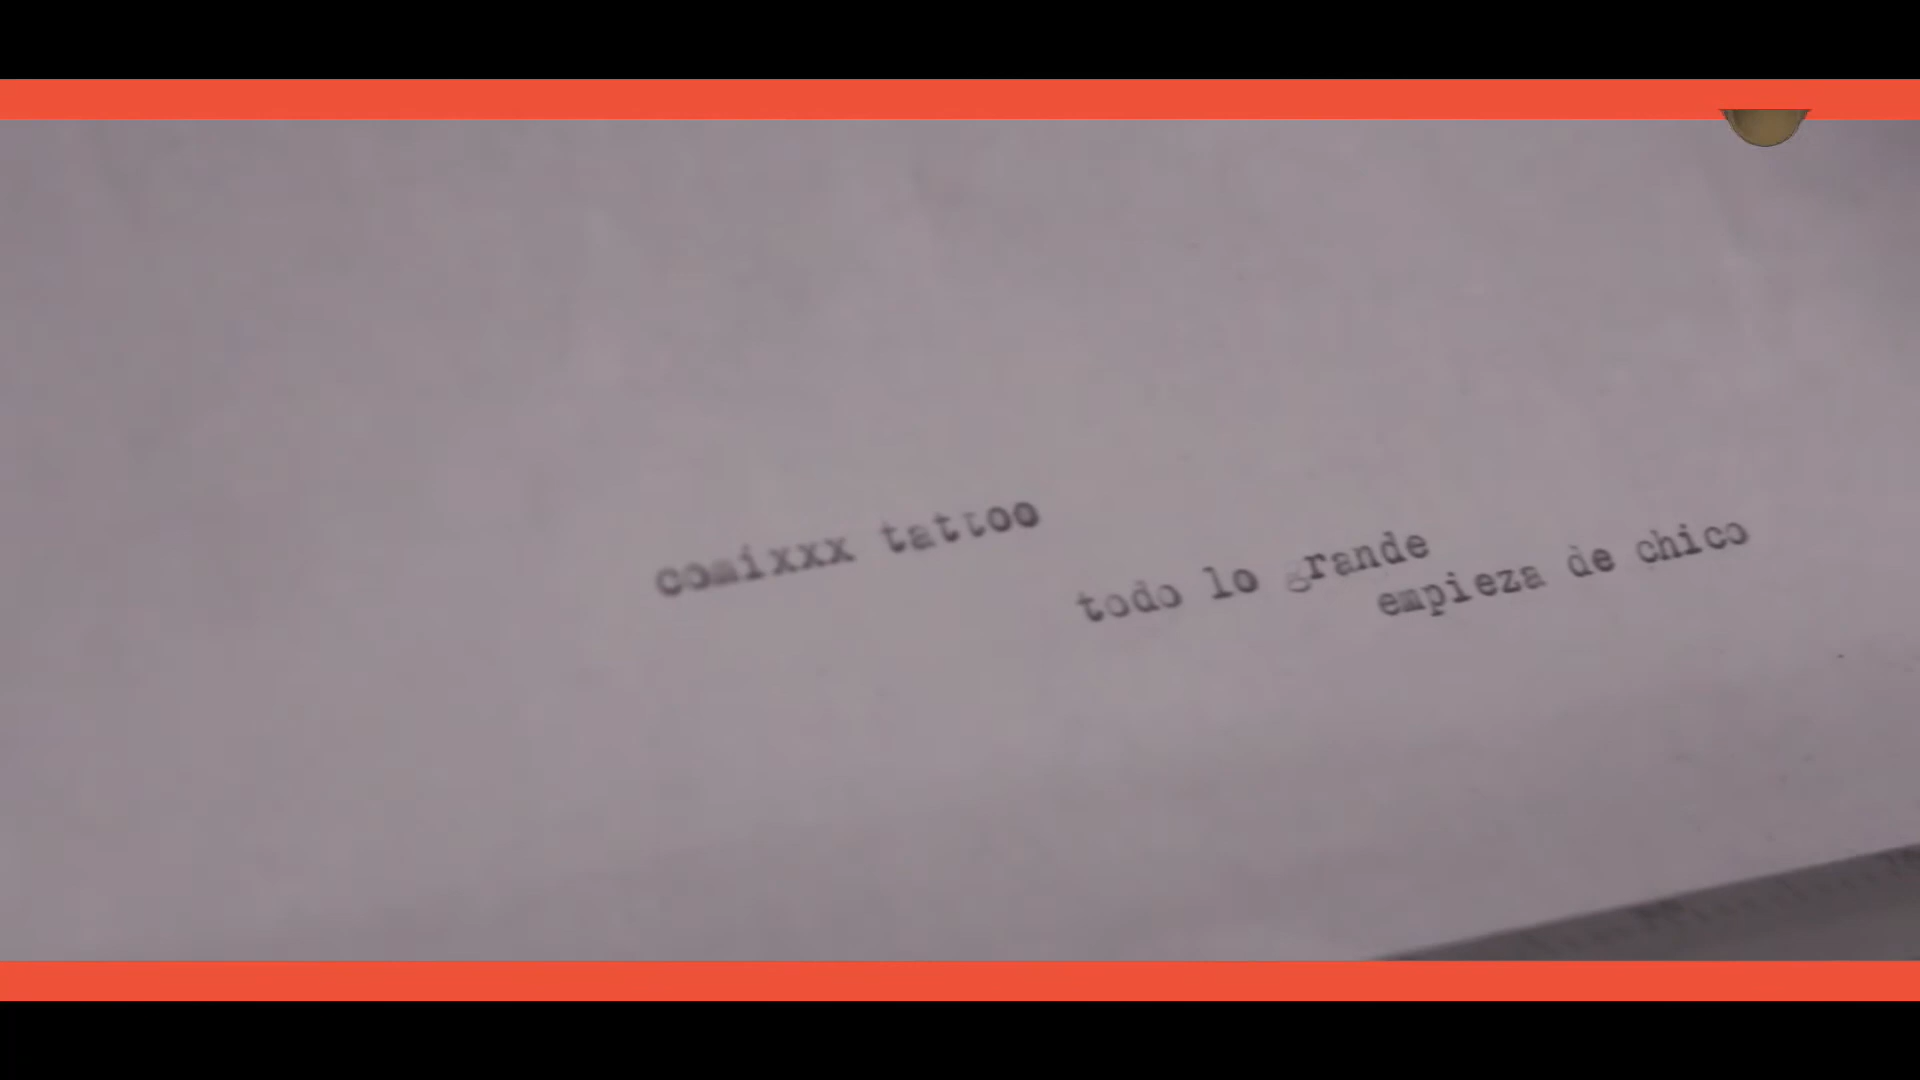 comixxx tattoo
todo lo grande
empieza de chico